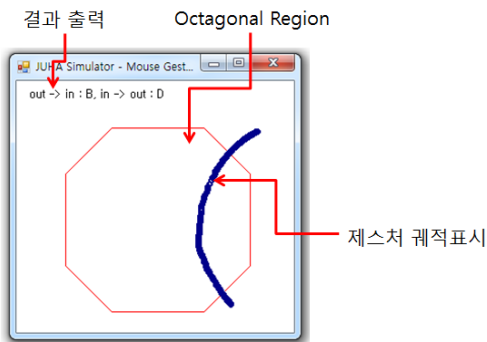 결과 출력
Octagonal Region
JUHA Simulator - Mouse Gest...
out -> in : B, in -> out : D
제스처 궤적표시